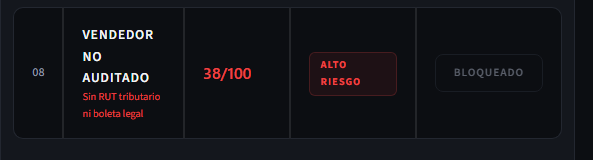 08
VENDEDOR
NO
AUDITADO
Sin RUT tributario
ni boleta legal
38/100
ALTO
RIESGO
BLOQUEADO